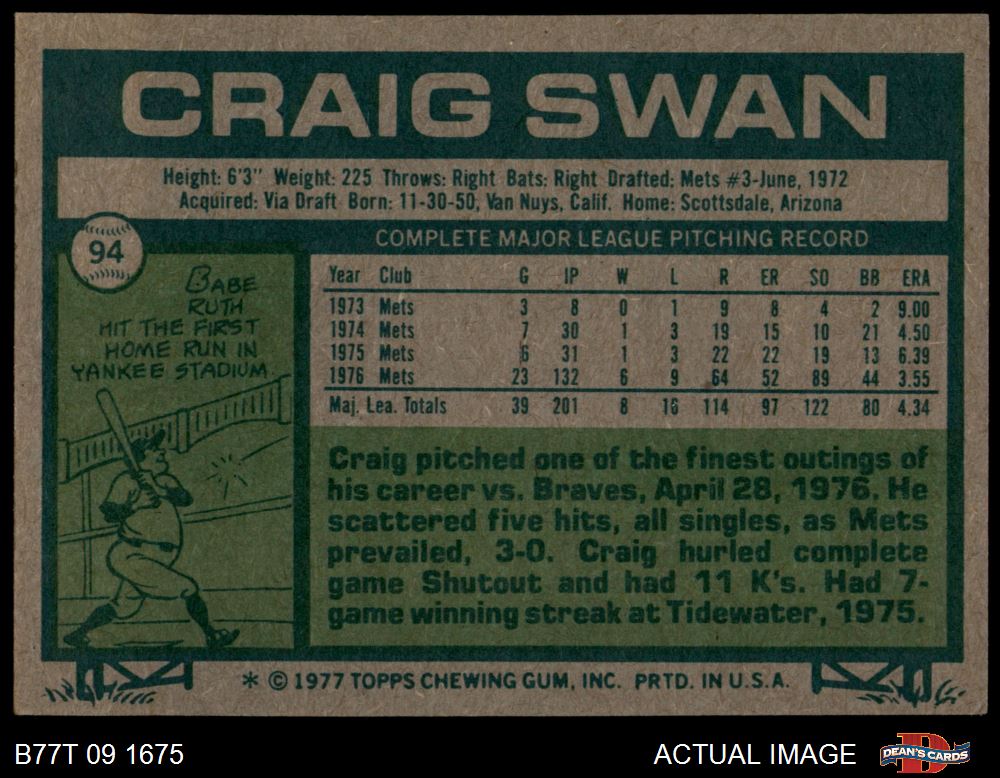 CRAIG SWAN
Height: 6'3" Weight: 225 Throws: Right Bats: Right Drafted: Mets #3-June, 1972
Acquired: Via Draft Born: 11-30-50, Van Nuys, Calif. Home: Scottsdale, Arizona
94
BABE
RUTH
HIT THE FIRST
HOME RUN IN
YANKEE STADIUM.
COMPLETE MAJOR LEAGUE PITCHING RECORD
Year Club G IP W L R ER SO BB ERA
1973 Mets 3 8 0 1 9 8 4 2 9.00
1974 Mets 7 30 1 3 19 15 10 21 4.50
1975 Mets 6 31 1 3 22 22 19 13 6.39
1976 Mets 23 132 6 9 64 52 89 44 3.55
Maj. Lea. Totals 39 201 8 16 114 97 122 80 4.34
Craig pitched one of the finest outings of
his career vs. Braves, April 28, 1976. He
scattered five hits, all singles, as Mets
prevailed, 3-0. Craig hurled complete
game Shutout and had 11 K's. Had 7-
game winning streak at Tidewater, 1975.
* © 1977 TOPPS CHEWING GUM, INC. PRTD. IN U.S.A.
B77T 09 1675
ACTUAL IMAGE
DEAN'S CARDS